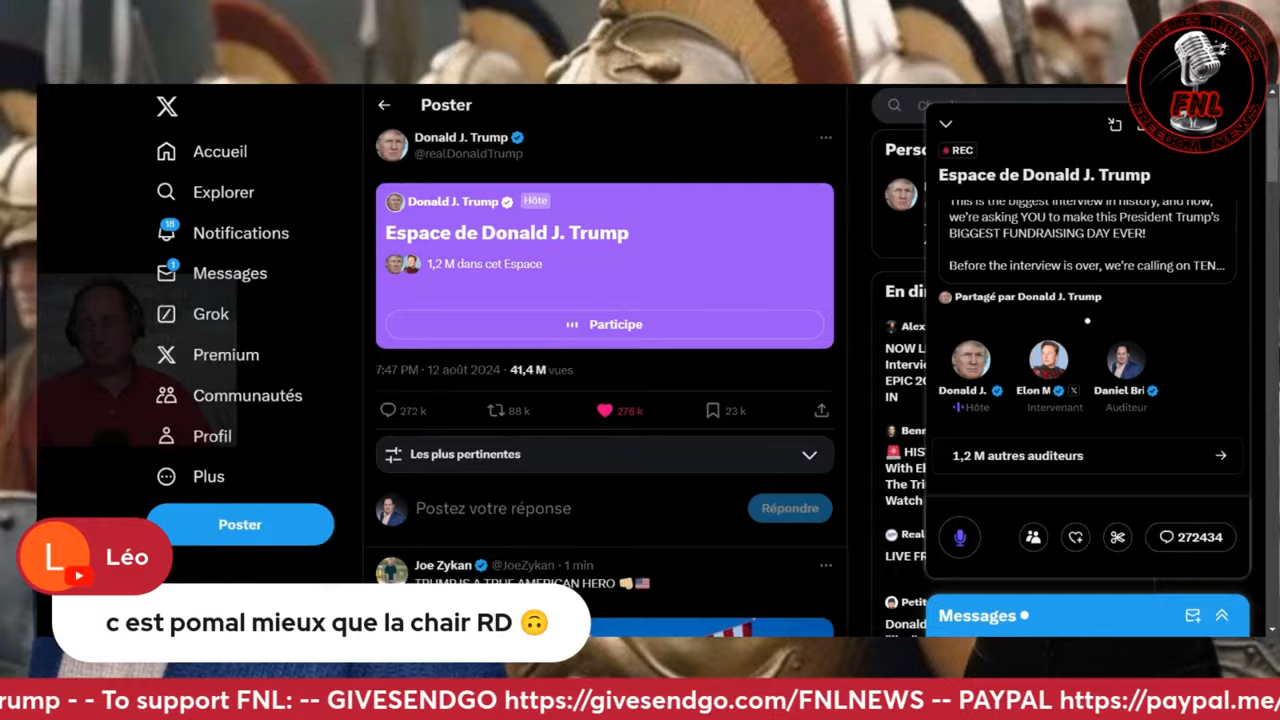 X
Accueil
Explorer
18
Notifications
1
Messages
Grok
Premium
Communautés
Profil
Plus
Poster
Poster
Donald J. Trump
@realDonaldTrump
Donald J. Trump Hôte
Espace de Donald J. Trump
1,2 M dans cet Espace
Participe
7:47 PM · 12 août 2024 · 41,4 M vues
272 k 88 k 276 k 23 k
Les plus pertinentes
Postez votre réponse
Répondre
Joe Zykan @JoeZykan · 1 min
TRUMP IS A TRUE AMERICAN HERO 👊🏼🇺🇸
Pers
En di
Alex
NOW L
Intervie
EPIC 20
IN
Benn
🚨 HIS
With El
The Tri
Watch
Real
LIVE FR
Petit
Donald
FNL
REC
Espace de Donald J. Trump
This is the biggest interview in history, and now,
we're asking YOU to make this President Trump's
BIGGEST FUNDRAISING DAY EVER!
Before the interview is over, we're calling on TEN...
Partagé par Donald J. Trump
Donald J. Elon M Daniel Bri
Hôte Intervenant Auditeur
1,2 M autres auditeurs
272434
Messages
L
Léo
c est pomal mieux que la chair RD 🙃
rump - - To support FNL: -- GIVESENDGO https://givesendgo.com/FNLNEWS -- PAYPAL https://paypal.me/